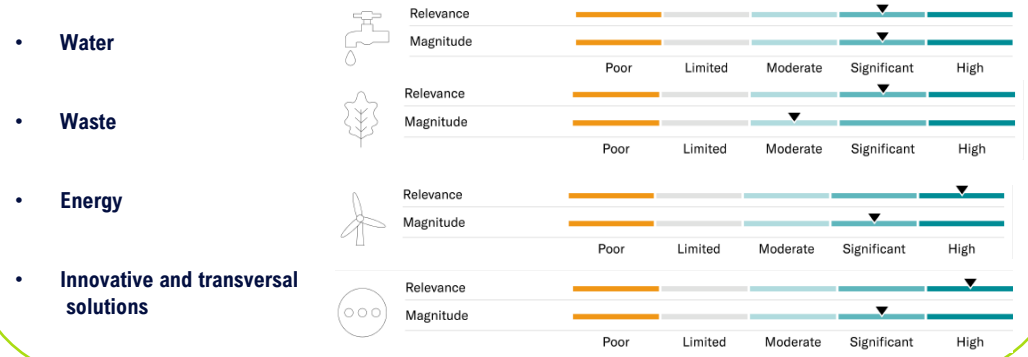 • Water
Relevance
Magnitude
Poor Limited Moderate Significant High
• Waste
Relevance
Magnitude
Poor Limited Moderate Significant High
• Energy
Relevance
Magnitude
Poor Limited Moderate Significant High
• Innovative and transversal
solutions
Relevance
Magnitude
Poor Limited Moderate Significant High